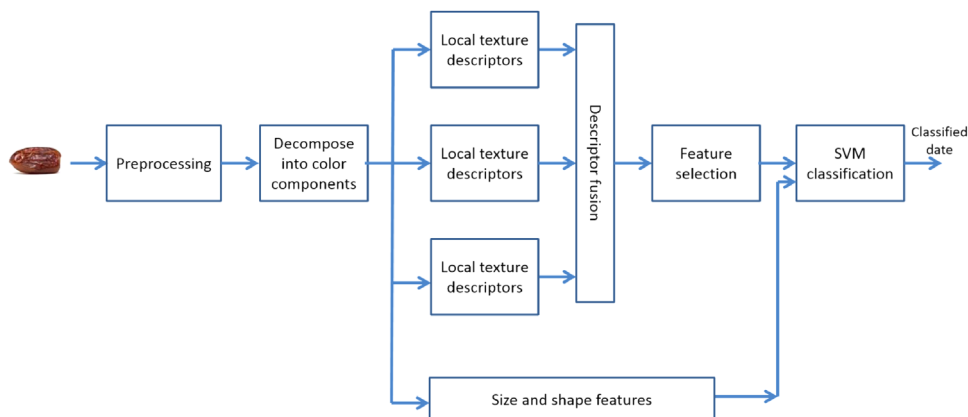 Preprocessing
Decompose
into color
components
Local texture
descriptors
Local texture
descriptors
Local texture
descriptors
Descriptor fusion
Feature
selection
SVM
classification
Classified
date
Size and shape features